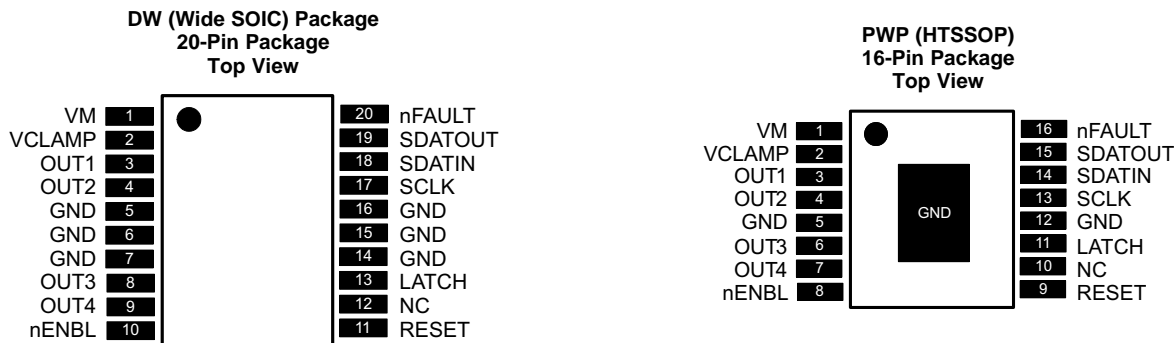 DW (Wide SOIC) Package
20-Pin Package
Top View
VM 1
VCLAMP 2
OUT1 3
OUT2 4
GND 5
GND 6
GND 7
OUT3 8
OUT4 9
nENBL 10
20 nFAULT
19 SDATOUT
18 SDATIN
17 SCLK
16 GND
15 GND
14 GND
13 LATCH
12 NC
11 RESET
PWP (HTSSOP)
16-Pin Package
Top View
VM 1
VCLAMP 2
OUT1 3
OUT2 4
GND 5
OUT3 6
OUT4 7
nENBL 8
GND
16 nFAULT
15 SDATOUT
14 SDATIN
13 SCLK
12 GND
11 LATCH
10 NC
9 RESET